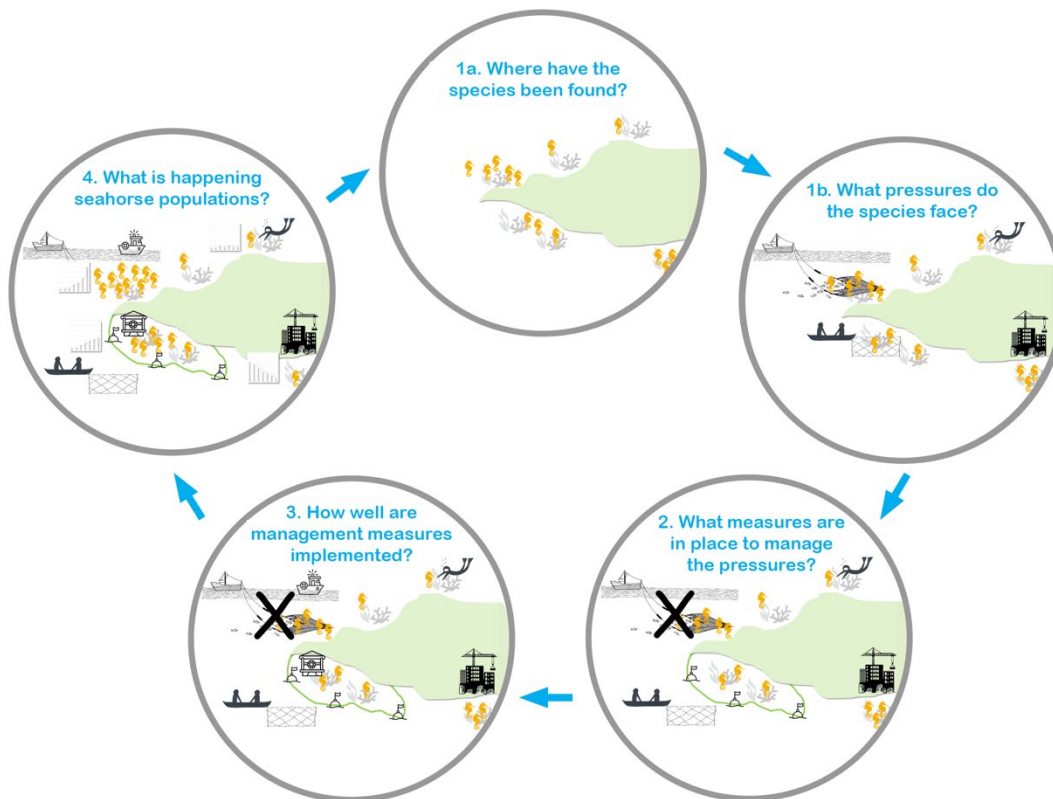 1a. Where have the
species been found?
1b. What pressures do
the species face?
2. What measures are
in place to manage
the pressures?
3. How well are
management measures
implemented?
4. What is happening
seahorse populations?